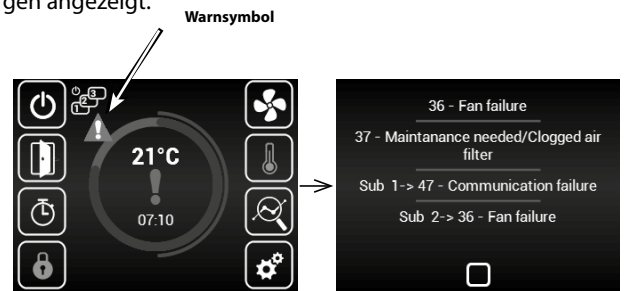 gen angezeigt.
Warnsymbol
21°C
07:10
36 - Fan failure
37 - Maintanance needed/Clogged air
filter
Sub 1-> 47 - Communication failure
Sub 2-> 36 - Fan failure